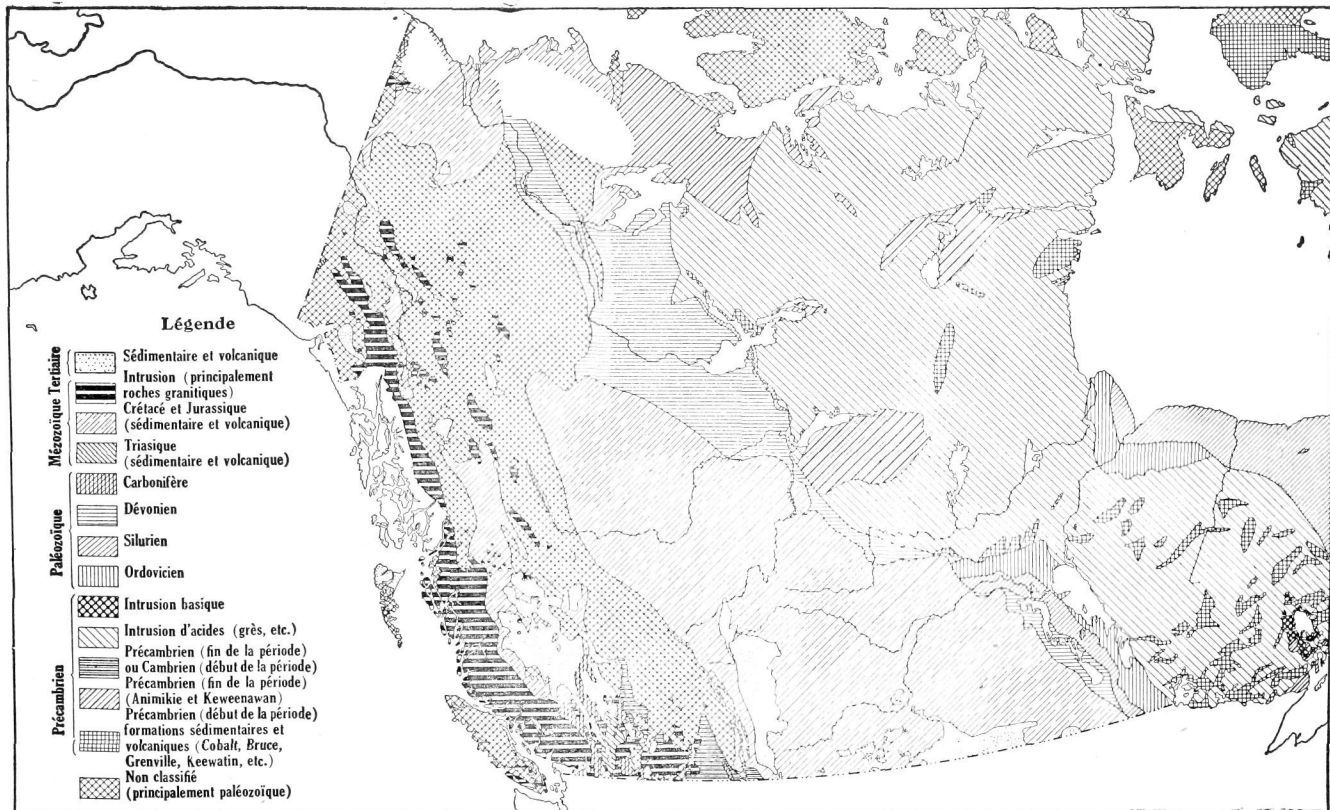 Légende
Tertiaire
Sédimentaire et volcanique
Mézozoïque
Intrusion (principalement
roches granitiques)
Crétacé et Jurassique
(sédimentaire et volcanique)
Triasique
(sédimentaire et volcanique)
Paléozoïque
Carbonifère
Dévonien
Silurien
Ordovicien
Précambrien
Intrusion basique
Intrusion d'acides (grès, etc.)
Précambrien (fin de la période)
ou Cambrien (début de la période)
Précambrien (fin de la période)
(Animikie et Keweenawan)
Précambrien (début de la période)
formations sédimentaires et
volcaniques (Cobalt, Bruce,
Grenville, Keewatin, etc.)
Non classifié
(principalement paléozoïque)